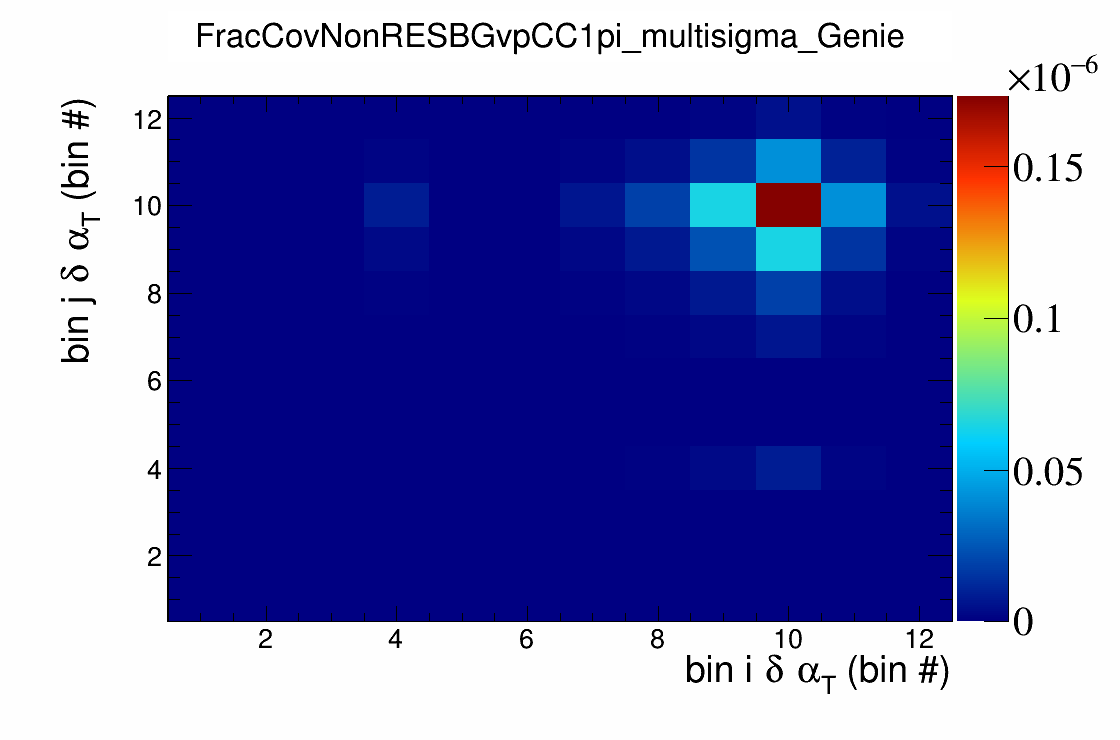 FracCovNonRESBGvpCC1pi_multisigma_Genie
×10⁻⁶
bin j δ α_T (bin #)
12
10
8
6
4
2
2 4 6 8 10 12
bin i δ α_T (bin #)
0.15
0.1
0.05
0